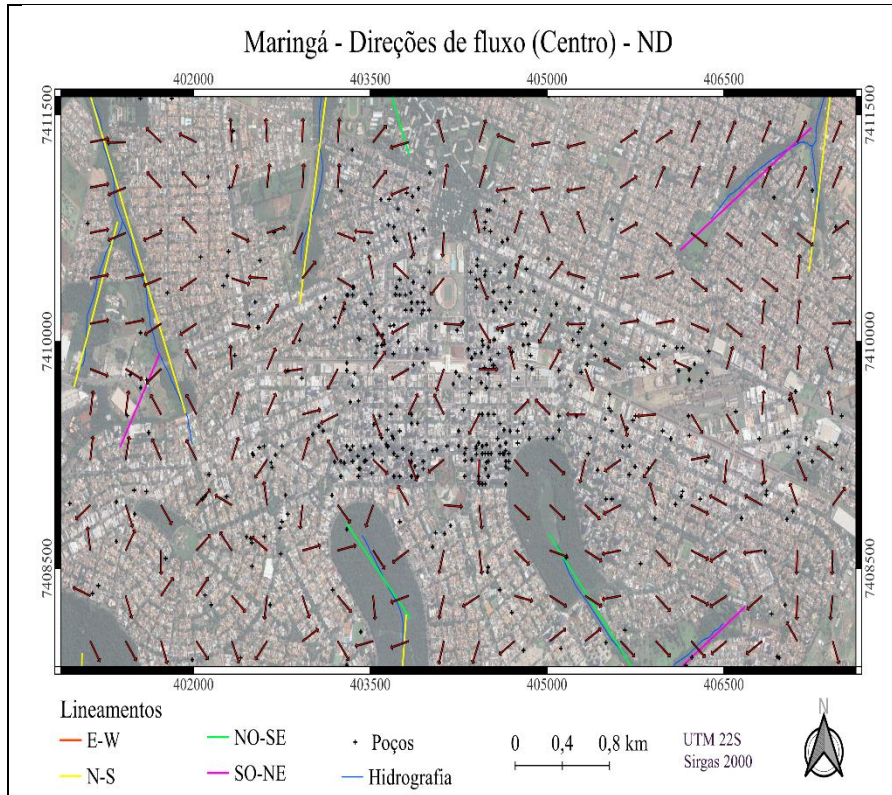 Maringá - Direções de fluxo (Centro) - ND
402000 403500 405000 406500
7411500 7411500
7410000 7410000
7408500 7408500
402000 403500 405000 406500
Lineamentos
E-W
N-S
NO-SE
SO-NE
Poços
Hidrografia
0 0,4 0,8 km
UTM 22S
Sirgas 2000
N